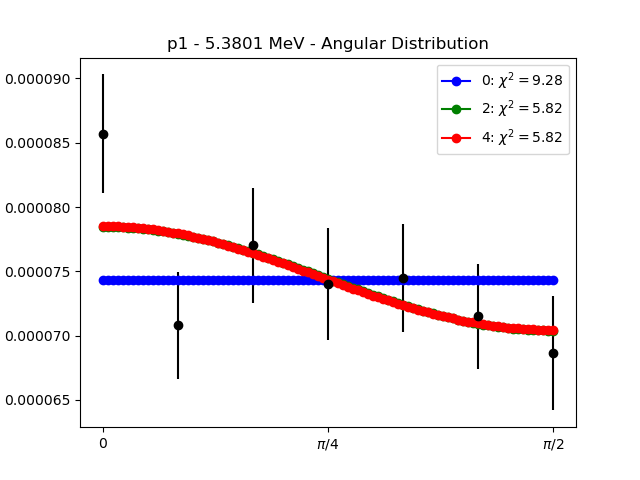 p1 - 5.3801 MeV - Angular Distribution
0.000090
0.000085
0.000080
0.000075
0.000070
0.000065
0
π/4
π/2
0: χ² = 9.28
2: χ² = 5.82
4: χ² = 5.82